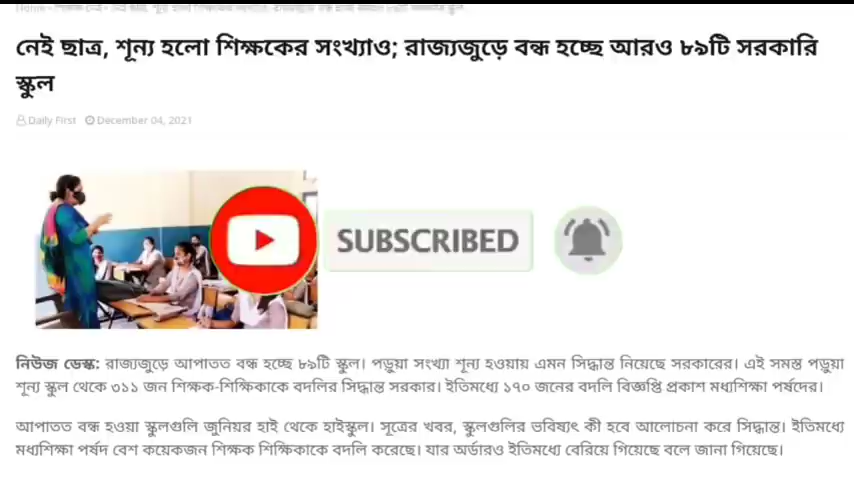 নেই ছাত্র, শূন্য হলো শিক্ষকের সংখ্যাও; রাজ্যজুড়ে বন্ধ হচ্ছে আরও ৮৯টি সরকারি
স্কুল
Daily First December 04, 2021
SUBSCRIBED
নিউজ ডেস্ক: রাজ্যজুড়ে আপাতত বন্ধ হচ্ছে ৮৯টি স্কুল। পড়ুয়া সংখ্যা শূন্য হওয়ায় এমন সিদ্ধান্ত নিয়েছে সরকারের। এই সমস্ত পড়ুয়া
শূন্য স্কুল থেকে ৩১১ জন শিক্ষক-শিক্ষিকাকে বদলির সিদ্ধান্ত সরকার। ইতিমধ্যে ১৭০ জনের বদলি বিজ্ঞপ্তি প্রকাশ মধ্যশিক্ষা পর্ষদের।
আপাতত বন্ধ হওয়া স্কুলগুলি জুনিয়র হাই থেকে হাইস্কুল। সূত্রের খবর, স্কুলগুলির ভবিষ্যৎ কী হবে আলোচনা করে সিদ্ধান্ত। ইতিমধ্যে
মধ্যশিক্ষা পর্ষদ বেশ কয়েকজন শিক্ষক শিক্ষিকাকে বদলি করেছে। যার অর্ডারও ইতিমধ্যে বেরিয়ে গিয়েছে বলে জানা গিয়েছে।